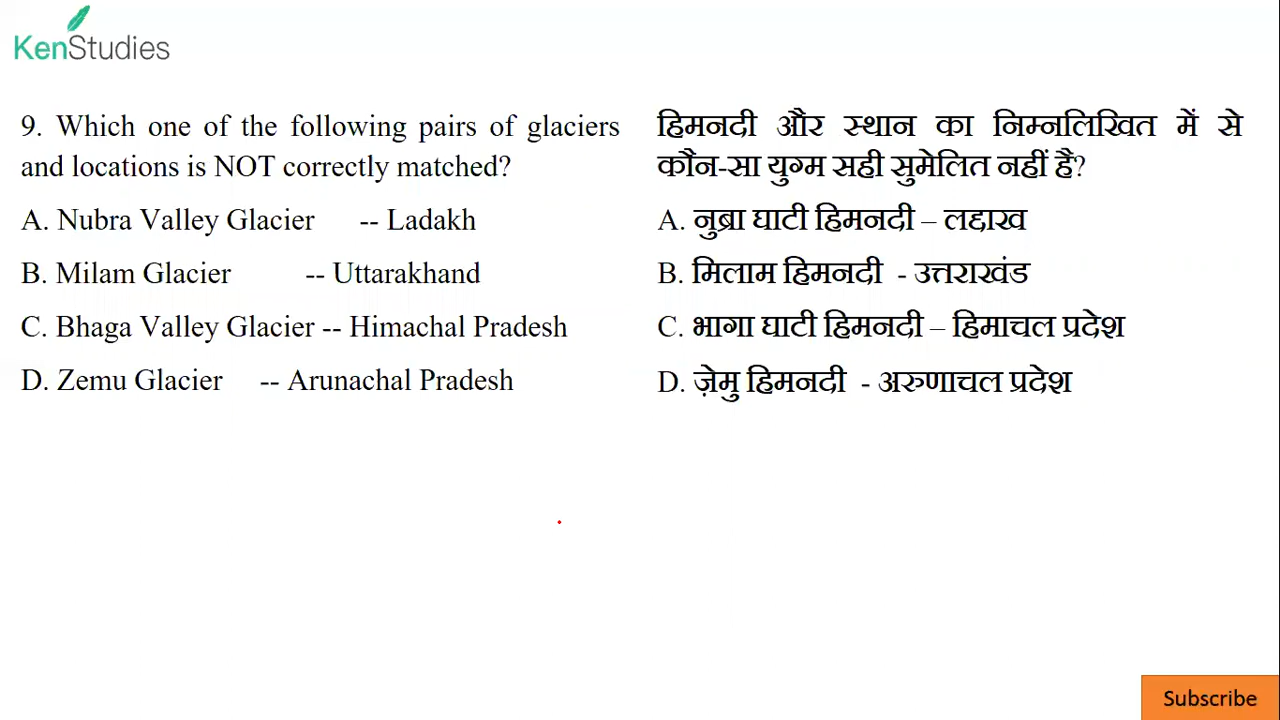 KenStudies
9. Which one of the following pairs of glaciers
and locations is NOT correctly matched?
A. Nubra Valley Glacier -- Ladakh
B. Milam Glacier -- Uttarakhand
C. Bhaga Valley Glacier -- Himachal Pradesh
D. Zemu Glacier -- Arunachal Pradesh
हिमनदी और स्थान का निम्नलिखित में से
कौन-सा युग्म सही सुमेलित नहीं है?
A. नुब्रा घाटी हिमनदी – लद्दाख
B. मिलाम हिमनदी - उत्तराखंड
C. भागा घाटी हिमनदी – हिमाचल प्रदेश
D. ज़ेमु हिमनदी - अरुणाचल प्रदेश
Subscribe